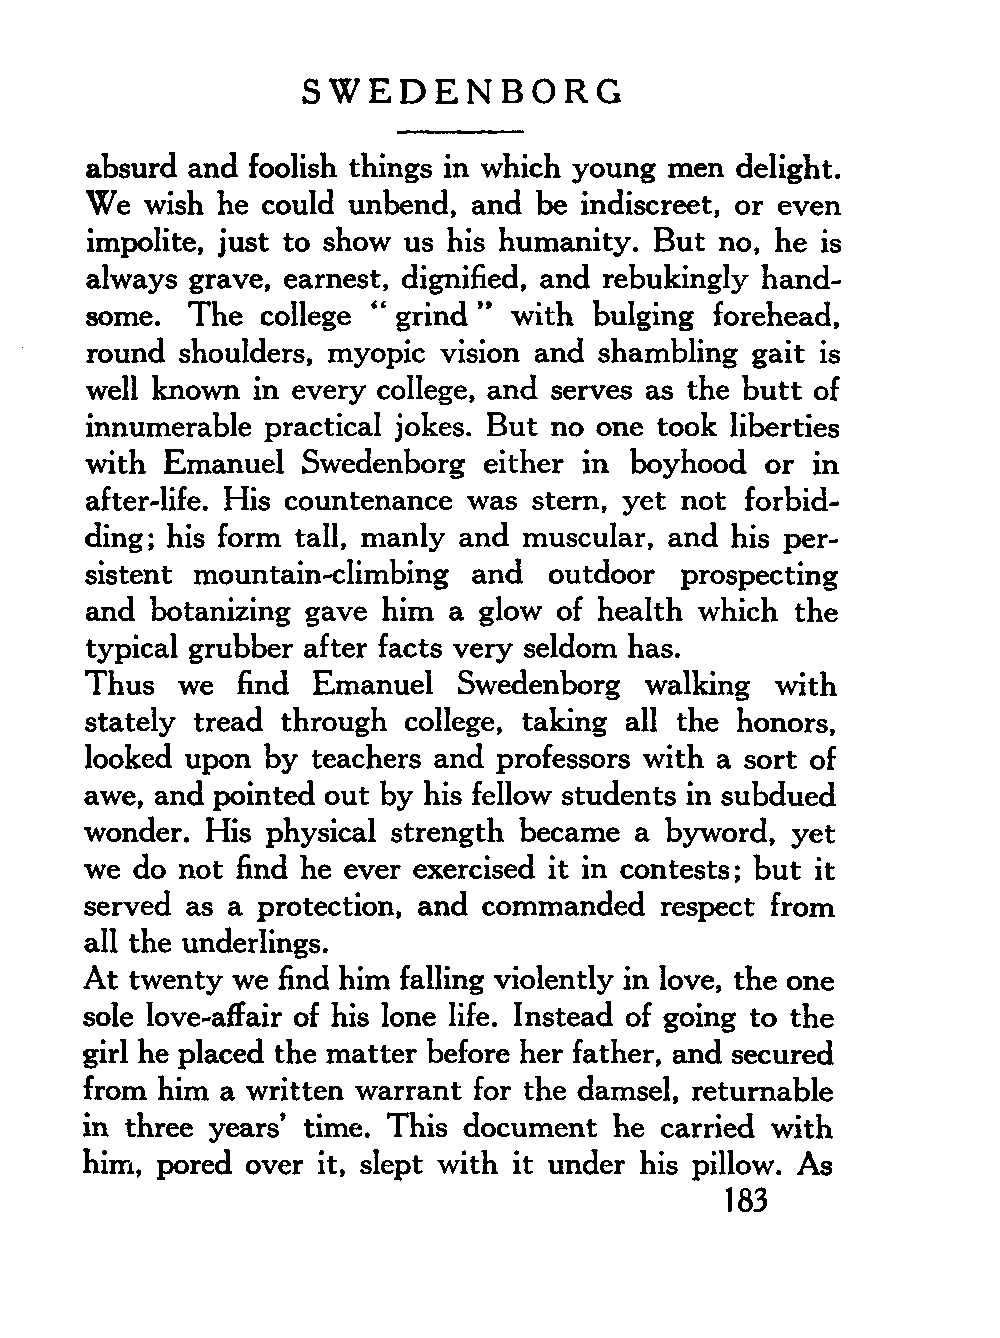 SWEDENBORG
absurd and foolish things in which young men delight.
We wish he could unbend, and be indiscreet, or even
impolite, just to show us his humanity. But no, he is
always grave, earnest, dignified, and rebukingly hand-
some. The college “ grind ” with bulging forehead,
round shoulders, myopic vision and shambling gait is
well known in every college, and serves as the butt of
innumerable practical jokes. But no one took liberties
with Emanuel Swedenborg either in boyhood or in
after-life. His countenance was stern, yet not forbid-
ding; his form tall, manly and muscular, and his per-
sistent mountain-climbing and outdoor prospecting
and botanizing gave him a glow of health which the
typical grubber after facts very seldom has.
Thus we find Emanuel Swedenborg walking with
stately tread through college, taking all the honors,
looked upon by teachers and professors with a sort of
awe, and pointed out by his fellow students in subdued
wonder. His physical strength became a byword, yet
we do not find he ever exercised it in contests; but it
served as a protection, and commanded respect from
all the underlings.
At twenty we find him falling violently in love, the one
sole love-affair of his lone life. Instead of going to the
girl he placed the matter before her father, and secured
from him a written warrant for the damsel, returnable
in three years’ time. This document he carried with
him, pored over it, slept with it under his pillow. As
183